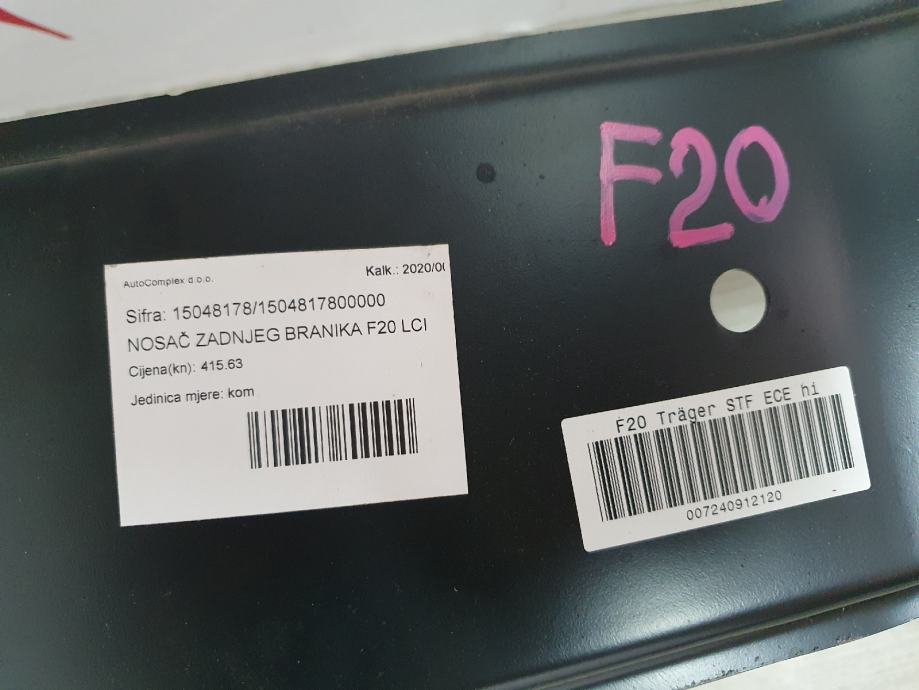 F20
AutoComplex d.o.o.
Kalk.: 2020/0
Sifra: 15048178/1504817800000
NOSAČ ZADNJEG BRANIKA F20 LCI
Cijena(kn): 415.63
Jedinica mjere: kom
F20 Träger STF ECE hi
007240912120